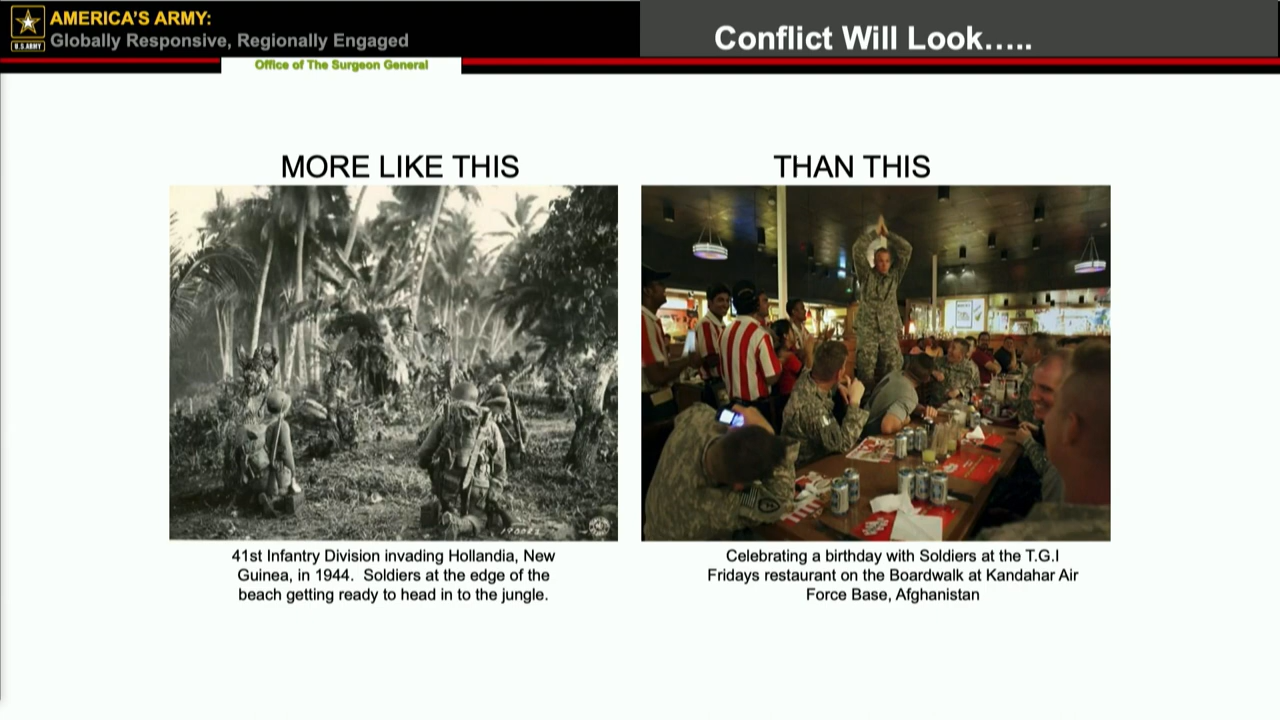 AMERICA'S ARMY:
Globally Responsive, Regionally Engaged
U.S.ARMY
Office of The Surgeon General
Conflict Will Look.....
MORE LIKE THIS
THAN THIS
41st Infantry Division invading Hollandia, New
Guinea, in 1944. Soldiers at the edge of the
beach getting ready to head in to the jungle.
Celebrating a birthday with Soldiers at the T.G.I
Fridays restaurant on the Boardwalk at Kandahar Air
Force Base, Afghanistan